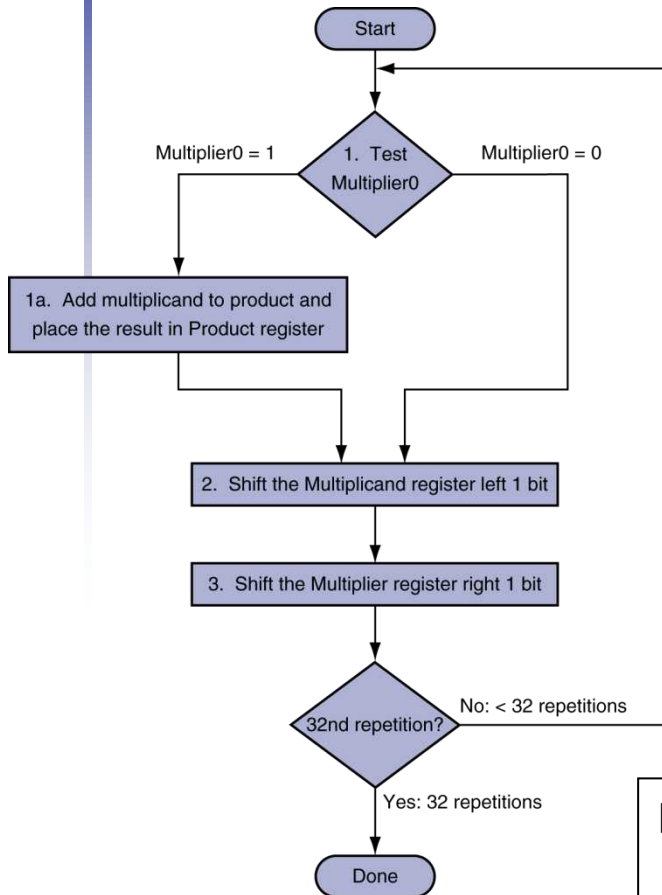 Start
Multiplier0 = 1
1. Test
Multiplier0
Multiplier0 = 0
1a. Add multiplicand to product and
place the result in Product register
2. Shift the Multiplicand register left 1 bit
3. Shift the Multiplier register right 1 bit
32nd repetition?
No: < 32 repetitions
Yes: 32 repetitions
Done